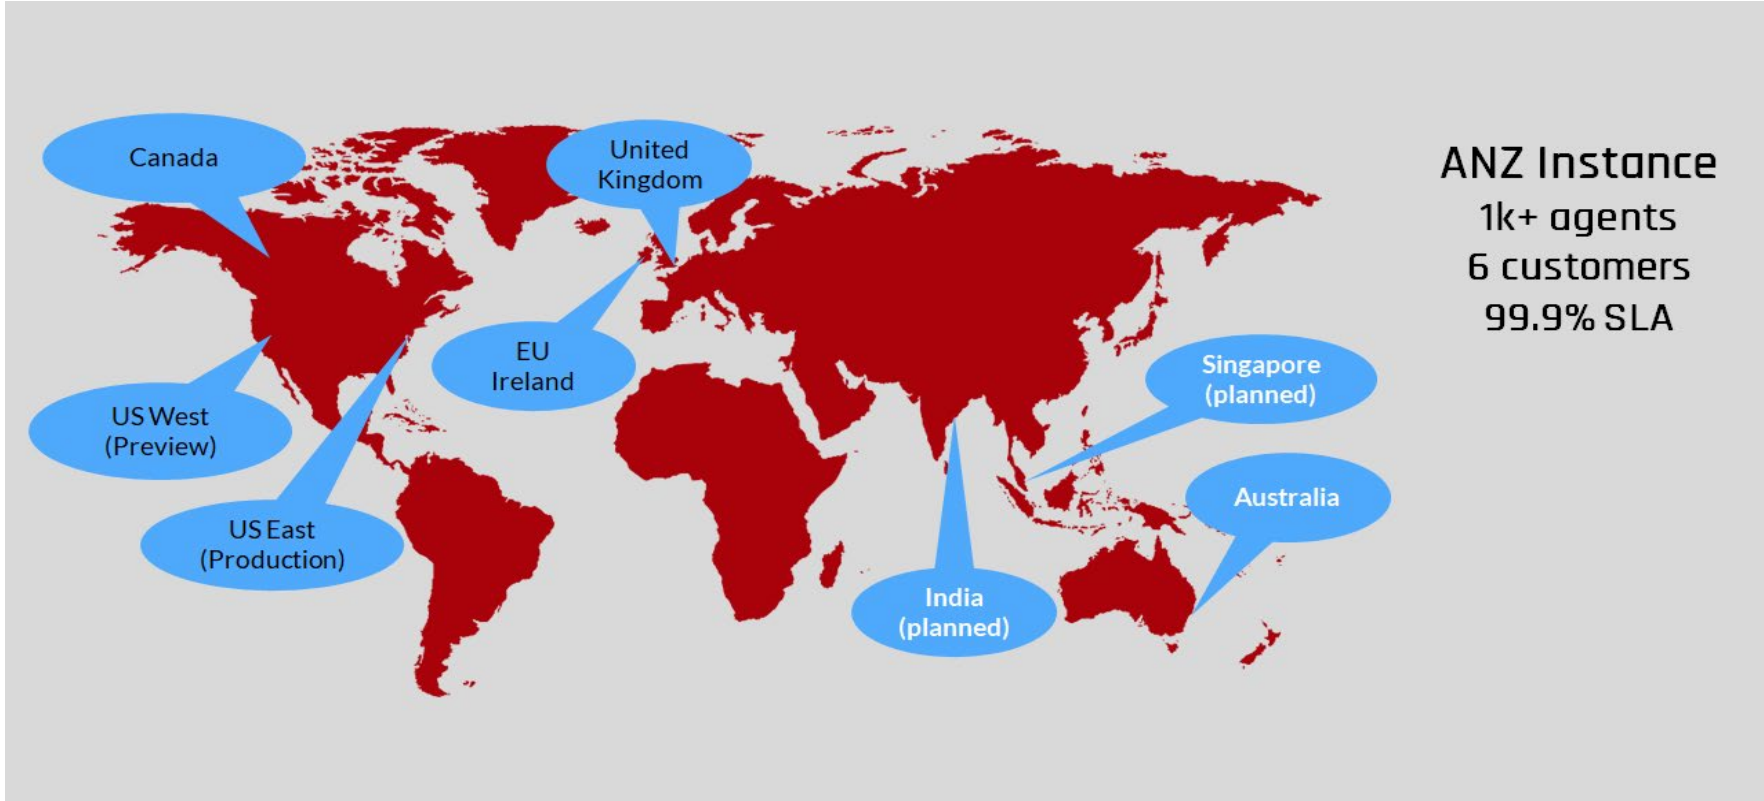 Canada
United
Kingdom
ANZ Instance
1k+ agents
6 customers
99.9% SLA
EU
Ireland
Singapore
(planned)
US West
(Preview)
Australia
US East
(Production)
India
(planned)